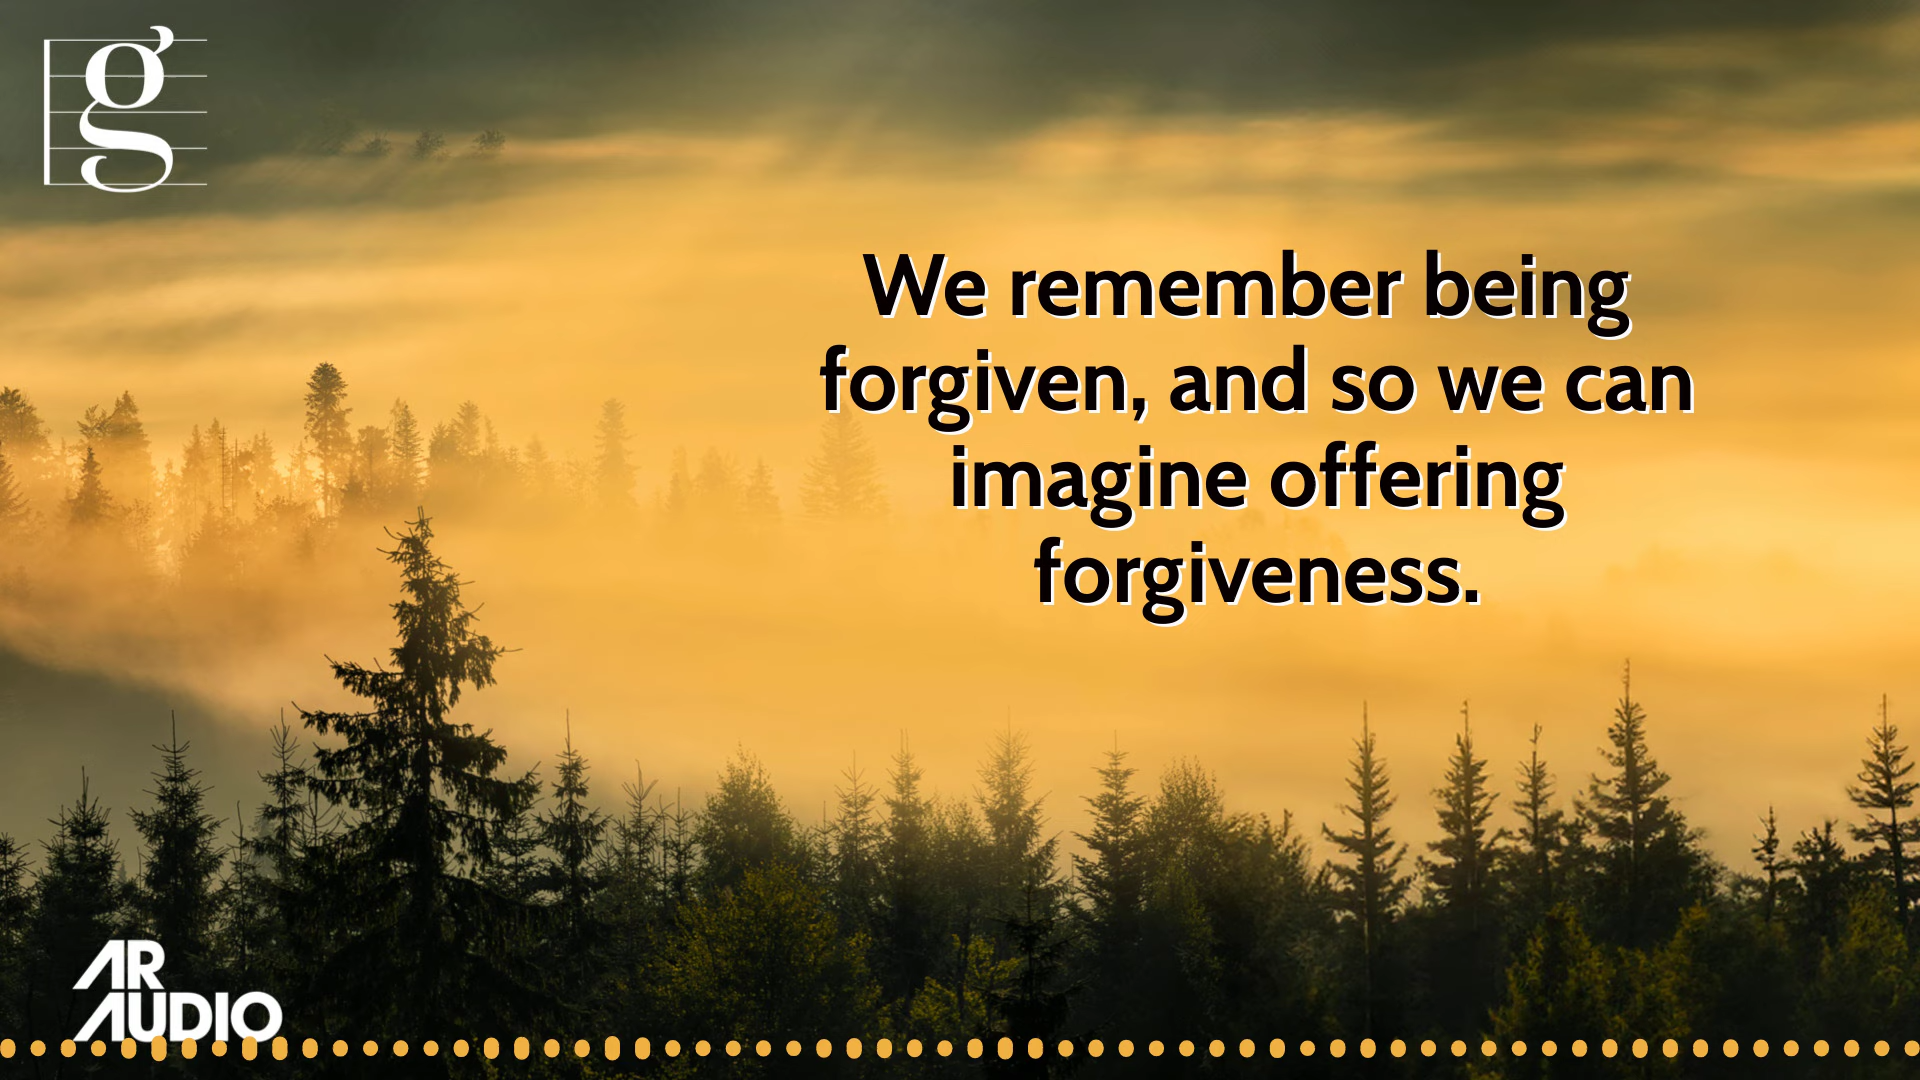 g
We remember being
forgiven, and so we can
imagine offering
forgiveness.
AR
AUDIO